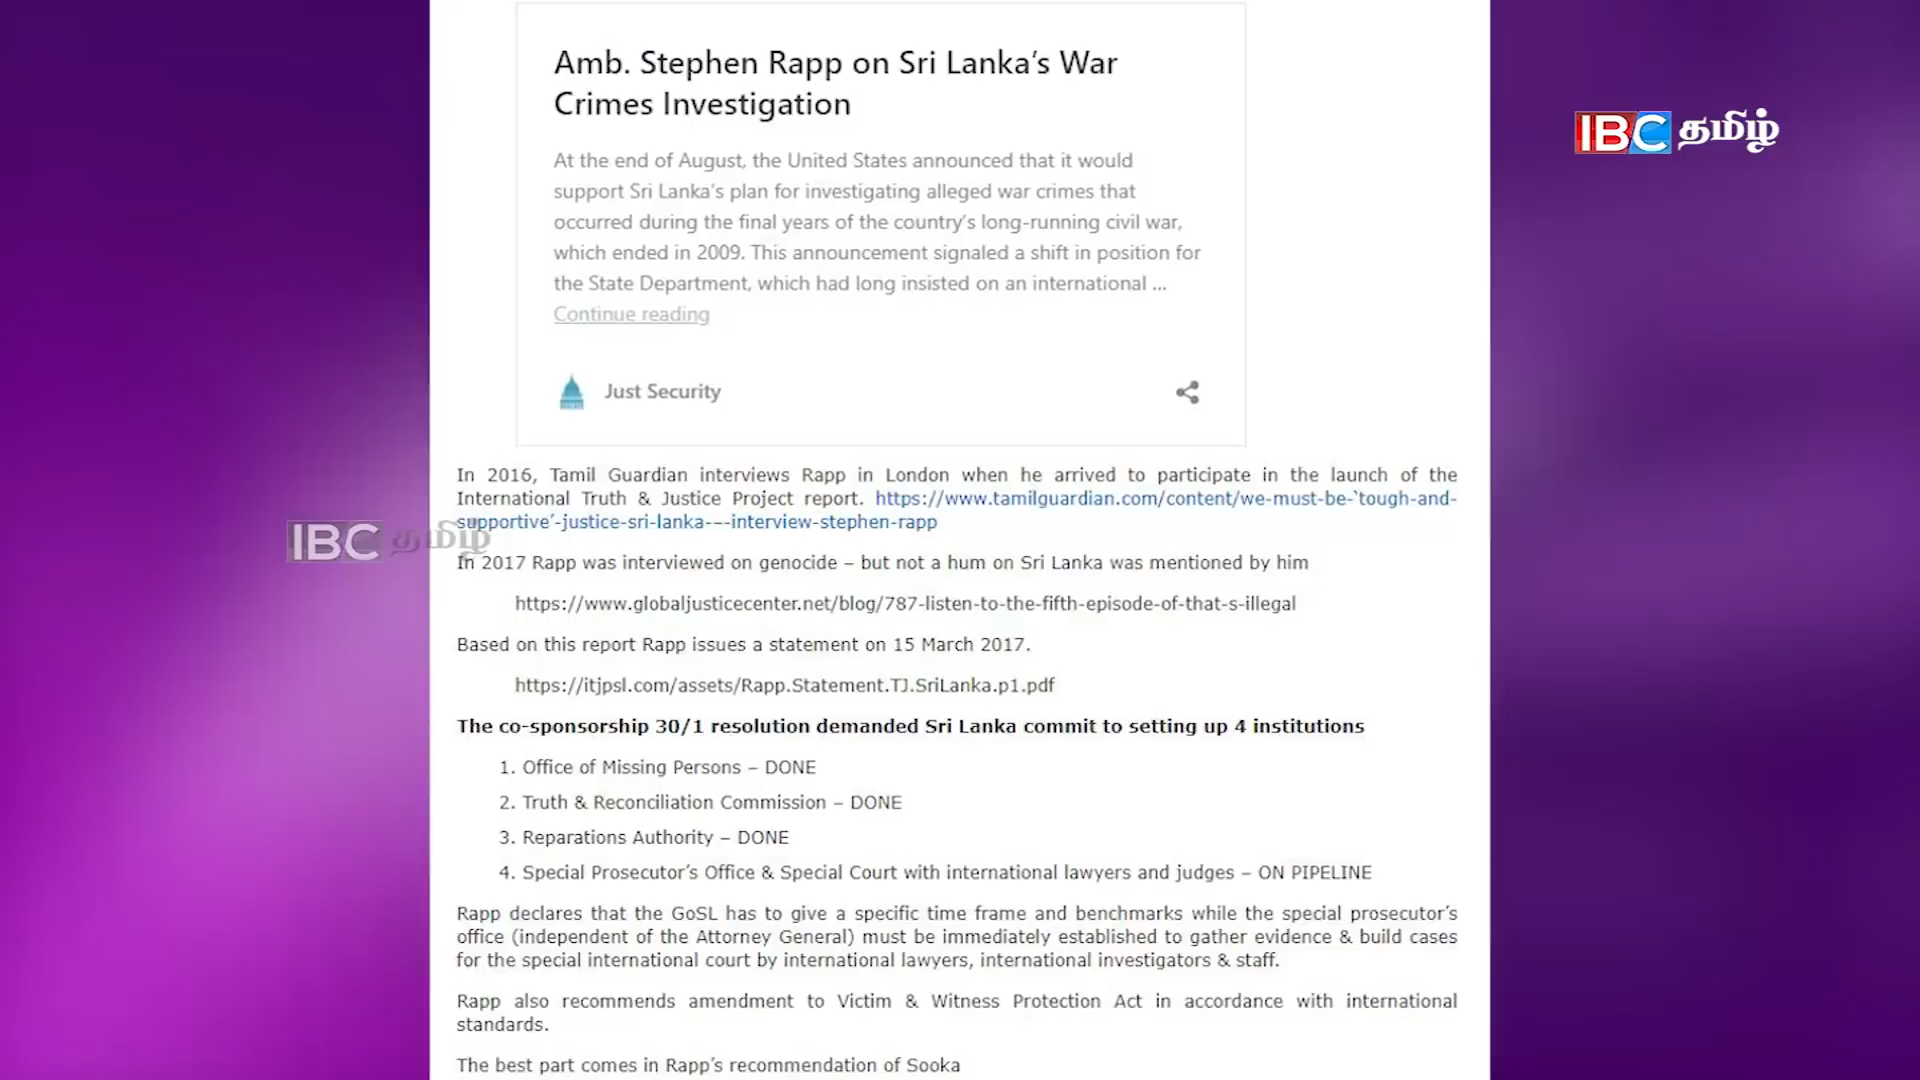 Amb. Stephen Rapp on Sri Lanka’s War
Crimes Investigation
IBC தமிழ்
At the end of August, the United States announced that it would
support Sri Lanka’s plan for investigating alleged war crimes that
occurred during the final years of the country’s long-running civil war,
which ended in 2009. This announcement signaled a shift in position for
the State Department, which had long insisted on an international ...
Continue reading
Just Security
In 2016, Tamil Guardian interviews Rapp in London when he arrived to participate in the launch of the
International Truth & Justice Project report. https://www.tamilguardian.com/content/we-must-be-‘tough-and-
supportive’-justice-sri-lanka-–-interview-stephen-rapp
IBC தமிழ்
In 2017 Rapp was interviewed on genocide – but not a hum on Sri Lanka was mentioned by him
https://www.globaljusticecenter.net/blog/787-listen-to-the-fifth-episode-of-that-s-illegal
Based on this report Rapp issues a statement on 15 March 2017.
https://itjpsl.com/assets/Rapp.Statement.TJ.SriLanka.p1.pdf
The co-sponsorship 30/1 resolution demanded Sri Lanka commit to setting up 4 institutions
1. Office of Missing Persons – DONE
2. Truth & Reconciliation Commission – DONE
3. Reparations Authority – DONE
4. Special Prosecutor’s Office & Special Court with international lawyers and judges – ON PIPELINE
Rapp declares that the GoSL has to give a specific time frame and benchmarks while the special prosecutor’s
office (independent of the Attorney General) must be immediately established to gather evidence & build cases
for the special international court by international lawyers, international investigators & staff.
Rapp also recommends amendment to Victim & Witness Protection Act in accordance with international
standards.
The best part comes in Rapp’s recommendation of Sooka